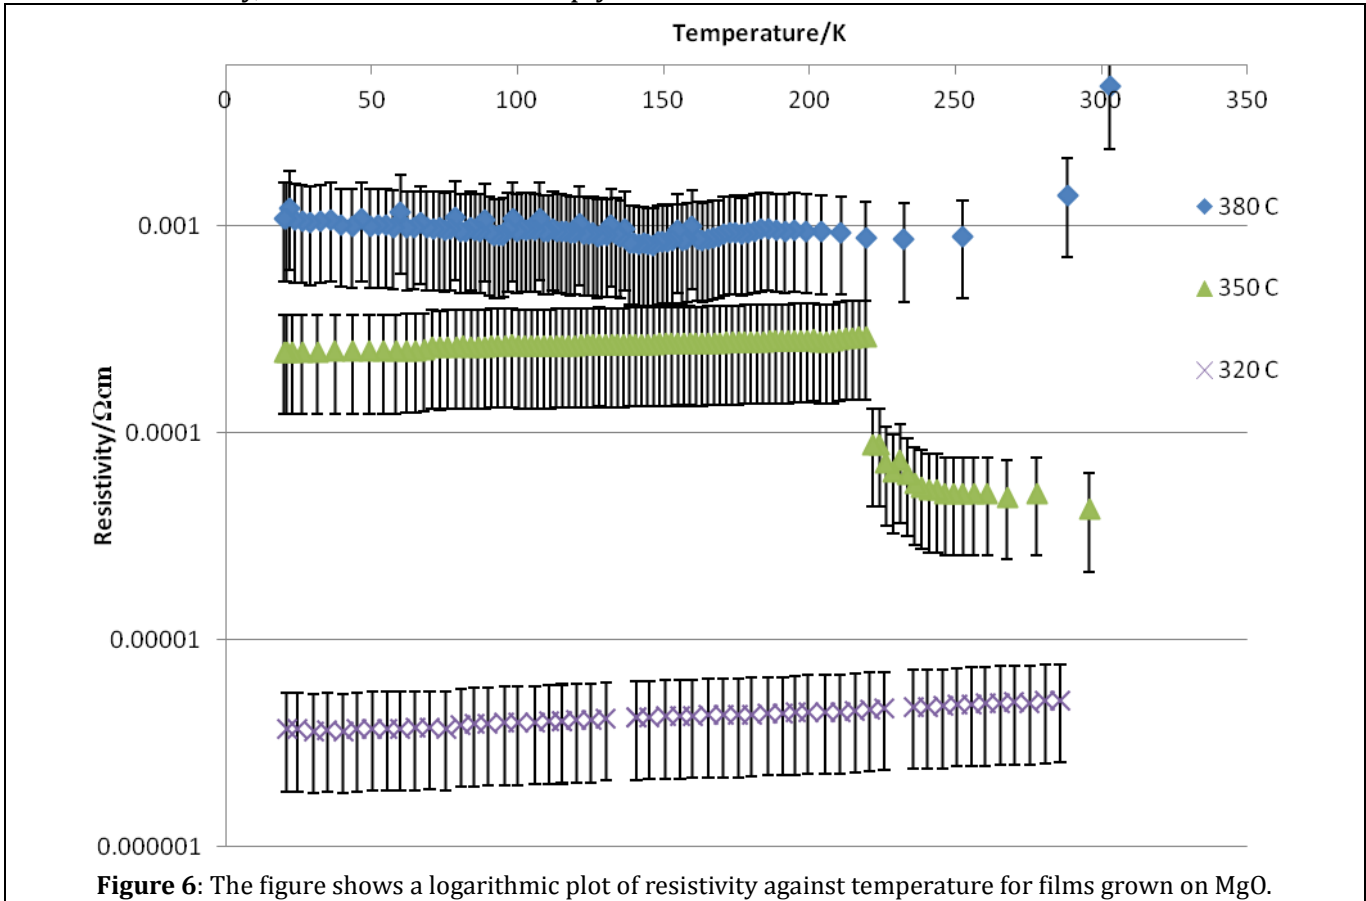 Temperature/K
0 50 100 150 200 250 300 350
0.001
0.0001
0.00001
0.000001
Resistivity/Ωcm
380 C
350 C
320 C
Figure 6: The figure shows a logarithmic plot of resistivity against temperature for films grown on MgO.